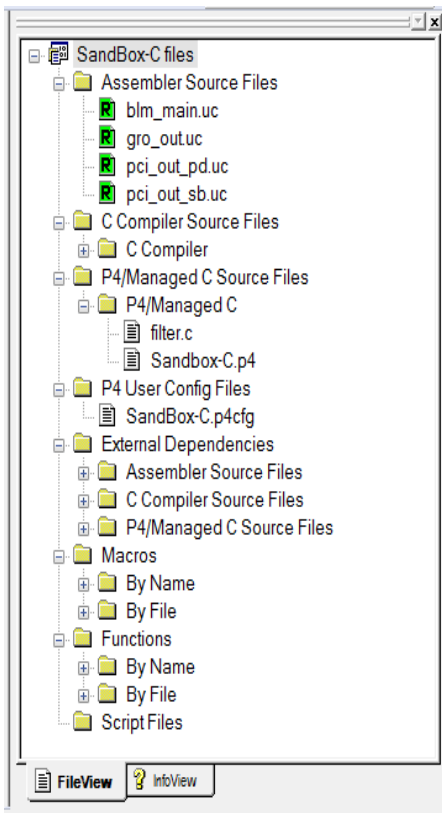 SandBox-C files
Assembler Source Files
blm_main.uc
gro_out.uc
pci_out_pd.uc
pci_out_sb.uc
C Compiler Source Files
C Compiler
P4/Managed C Source Files
P4/Managed C
filter.c
Sandbox-C.p4
P4 User Config Files
SandBox-C.p4cfg
External Dependencies
Assembler Source Files
C Compiler Source Files
P4/Managed C Source Files
Macros
By Name
By File
Functions
By Name
By File
Script Files
FileView InfoView